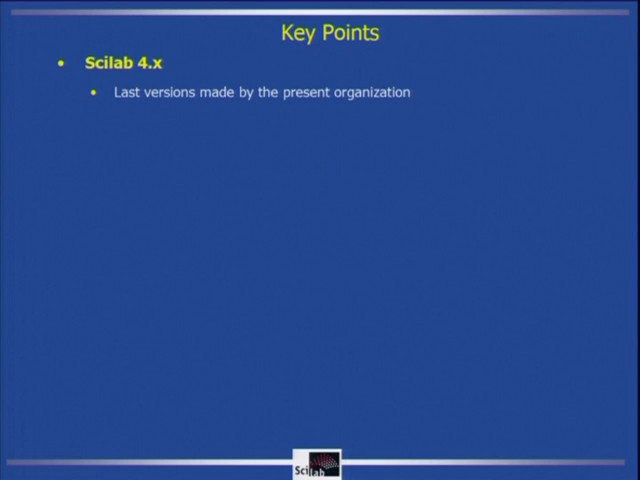 Key Points
• Scilab 4.x
• Last versions made by the present organization
Scilab